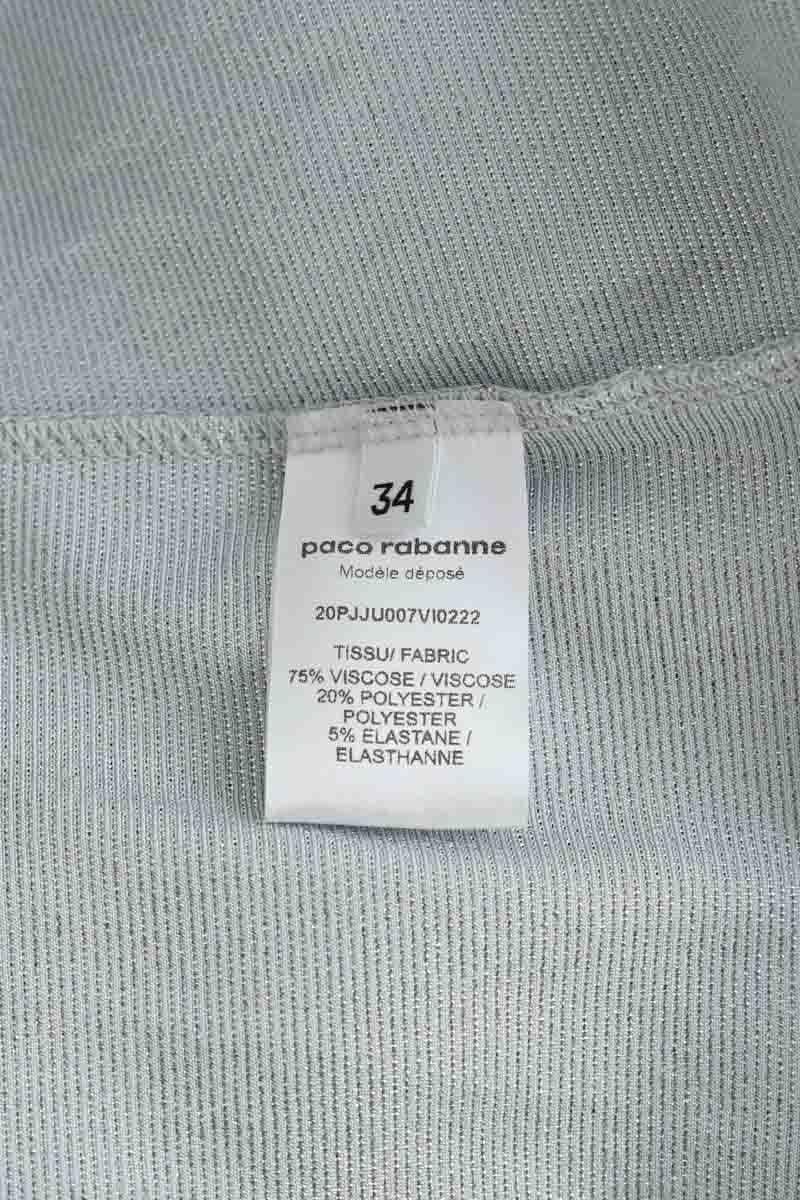 34
paco rabanne
Modèle déposé
20PJJU007VI0222
TISSU/ FABRIC
75% VISCOSE / VISCOSE
20% POLYESTER /
POLYESTER
5% ELASTANE /
ELASTHANNE